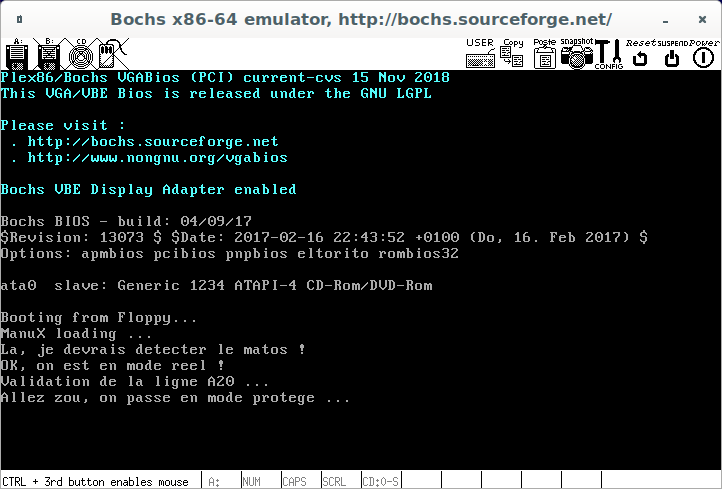 Bochs x86-64 emulator, http://bochs.sourceforge.net/
A: B: CD USER Copy Paste snapshot CONFIG Reset SUSPEND Power
Plex86/Bochs VGABios (PCI) current-cvs 15 Nov 2018
This VGA/VBE Bios is released under the GNU LGPL
Please visit :
. http://bochs.sourceforge.net
. http://www.nongnu.org/vgabios
Bochs VBE Display Adapter enabled
Bochs BIOS - build: 04/09/17
$Revision: 13073 $ $Date: 2017-02-16 22:43:52 +0100 (Do, 16. Feb 2017) $
Options: apmbios pcibios pnpbios eltorito rombios32
ata0  slave: Generic 1234 ATAPI-4 CD-Rom/DVD-Rom
Booting from Floppy...
ManuX loading ...
La, je devrais detecter le matos !
OK, on est en mode reel !
Validation de la ligne A20 ...
Allez zou, on passe en mode protege ...
CTRL + 3rd button enables mouse A: NUM CAPS SCRL CD:0-S